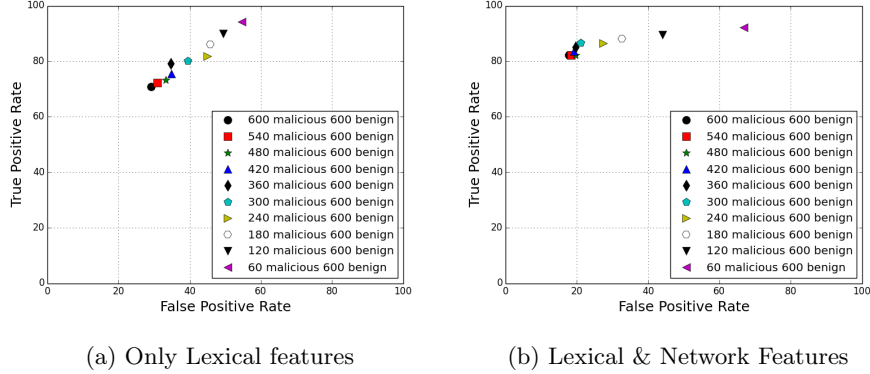 100
80
60
40
20
0
True Positive Rate
600 malicious 600 benign
540 malicious 600 benign
480 malicious 600 benign
420 malicious 600 benign
360 malicious 600 benign
300 malicious 600 benign
240 malicious 600 benign
180 malicious 600 benign
120 malicious 600 benign
60 malicious 600 benign
0 20 40 60 80 100
False Positive Rate
(a) Only Lexical features
100
80
60
40
20
0
True Positive Rate
600 malicious 600 benign
540 malicious 600 benign
480 malicious 600 benign
420 malicious 600 benign
360 malicious 600 benign
300 malicious 600 benign
240 malicious 600 benign
180 malicious 600 benign
120 malicious 600 benign
60 malicious 600 benign
0 20 40 60 80 100
False Positive Rate
(b) Lexical & Network Features